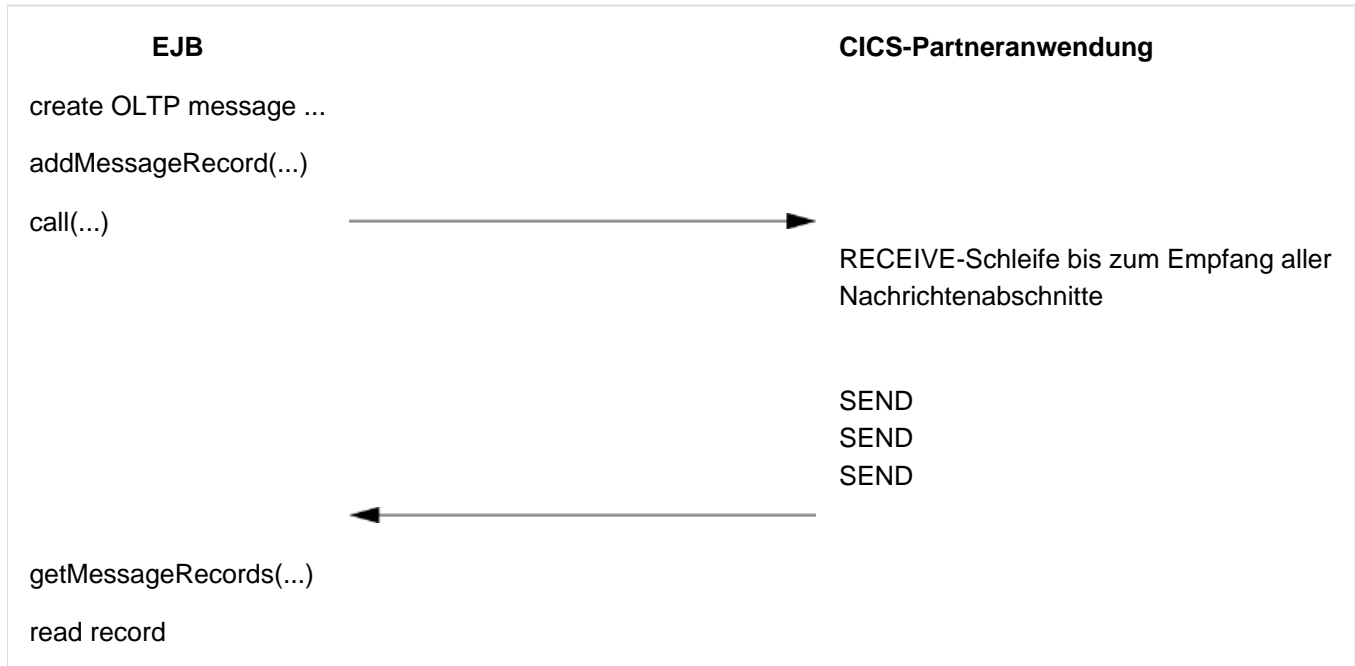 EJB
CICS-Partneranwendung
create OLTP message ...
addMessageRecord(...)
call(...)
RECEIVE-Schleife bis zum Empfang aller
Nachrichtenabschnitte
SEND
SEND
SEND
getMessageRecords(...)
read record